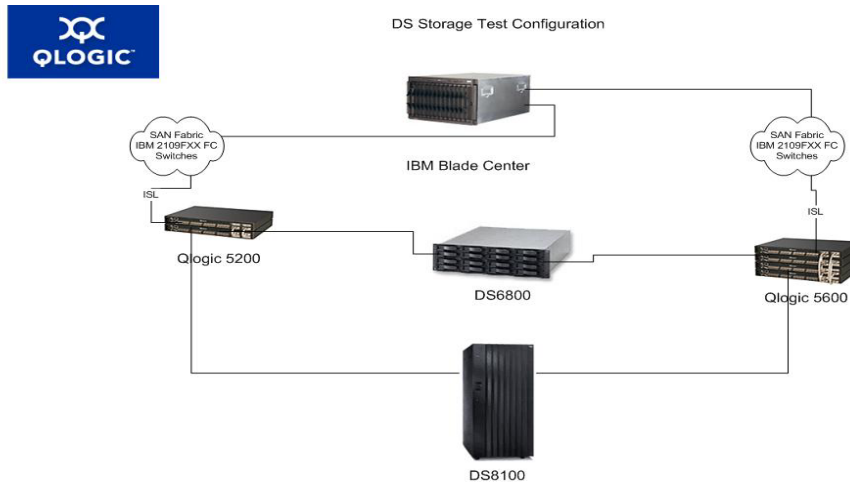 QLOGIC
DS Storage Test Configuration
SAN Fabric
IBM 2109FXX FC
Switches
SAN Fabric
IBM 2109FXX FC
Switches
IBM Blade Center
ISL
ISL
Qlogic 5200
DS6800
Qlogic 5600
DS8100